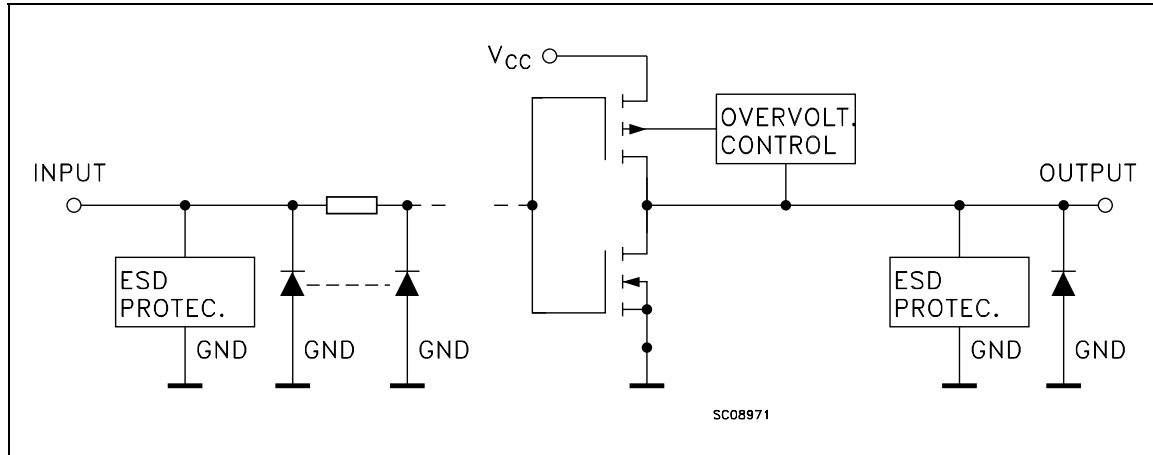 VCC
OVERVOLT.
CONTROL
INPUT
OUTPUT
ESD
PROTEC.
GND
GND
GND
ESD
PROTEC.
GND
GND
SC08971